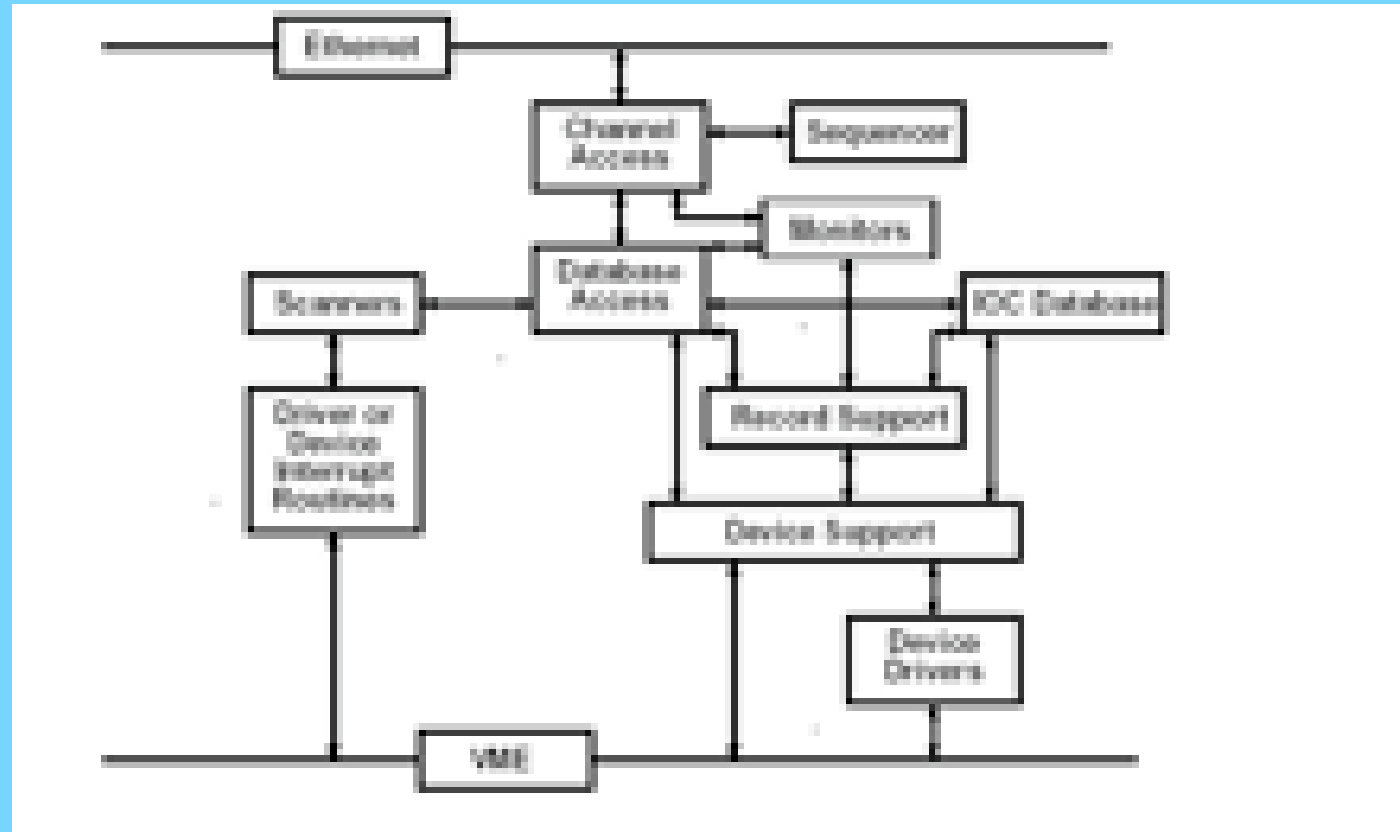 Ethernet
Channel
Access
Sequencer
Monitors
Database
Access
Scanners
IOC Database
Driver or
Device
Interrupt
Routines
Record Support
Device Support
Device
Drivers
VME